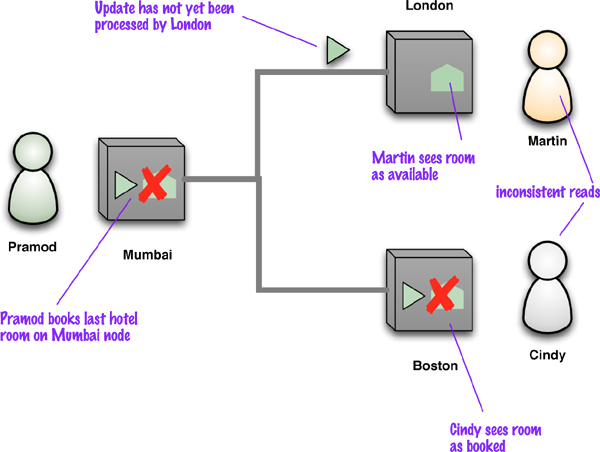 Update has not yet been
processed by London
London
Martin
Martin sees room
as available
inconsistent reads
Pramod
Mumbai
Pramod books last hotel
room on Mumbai node
Boston
Cindy
Cindy sees room
as booked